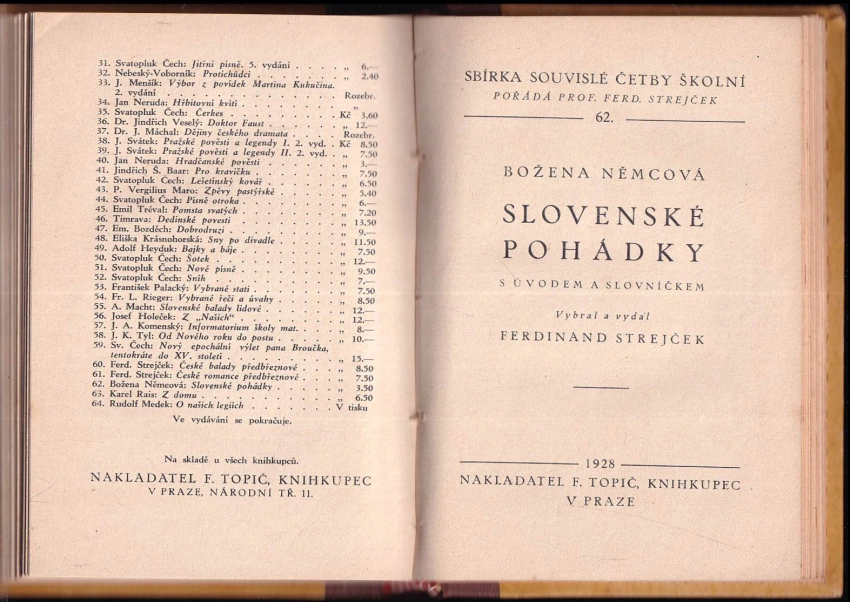 31. Svatopluk Čech: Jitřní písně. 5. vydání . . . . „ 6.—
32. Nebeský-Voborník: Protichůdci . . . . . . . „ 2.40
33. J. Menšík: Výbor z povídek Martina Kukučína.
2. vydání . . . . . . . . . . . . . . Rozebr.
34. Jan Neruda: Hřbitovní kvítí . . . . . . . . „
35. Svatopluk Čech: Čerkes . . . . . . . . . Kč 3.60
36. Dr. Jindřich Veselý: Doktor Faust . . . . . . „ 12.—
37. Dr. J. Máchal: Dějiny českého dramata . . . . Rozebr.
38. J. Svátek: Pražské pověsti a legendy I. 2. vyd. . Kč 8.50
39. J. Svátek: Pražské pověsti a legendy II. 2. vyd. . „ 7.50
40. Jan Neruda: Hradčanské pověsti . . . . . . . „ 3.—
41. Jindřich Š. Baar: Pro kravičku . . . . . . . „ 7.50
42. Svatopluk Čech: Lešetínský kovář . . . . . . „ 6.50
43. P. Vergilius Maro: Zpěvy pastýřské . . . . . . „ 5.40
44. Svatopluk Čech: Písně otroka . . . . . . . . „ 6.—
45. Emil Tréval: Pomsta svatých . . . . . . . . „ 7.20
46. Timrava: Dedinské povesti . . . . . . . . . „ 13.50
47. Em. Bozděch: Dobrodruzi . . . . . . . . . „ 9.—
48. Eliška Krásnohorská: Sny po divadle . . . . . . „ 11.50
49. Adolf Heyduk: Bajky a báje . . . . . . . . „ 7.50
50. Svatopluk Čech: Šotek . . . . . . . . . . „ 12.—
51. Svatopluk Čech: Nové písně . . . . . . . . „ 9.50
52. Svatopluk Čech: Sníh . . . . . . . . . . „ 7.—
53. František Palacký: Vybrané stati . . . . . . . „ 7.50
54. Fr. L. Rieger: Vybrané řeči a úvahy . . . . . . „ 8.50
55. A. Macht: Slovenské balady lidové . . . . . . „ 12.—
56. Josef Holeček: Z „Našich“ . . . . . . . . . „ 12.—
57. J. A. Komenský: Informatorium školy mat. . . . „ 8.—
58. J. K. Tyl: Od Nového roku do postu . . . . . . „ 10.—
59. Sv. Čech: Nový epochální výlet pana Broučka,
tentokráte do XV. století . . . . . . . . . „ 15.—
60. Ferd. Strejček: České balady předbřeznové . . . . „ 8.50
61. Ferd. Strejček: České romance předbřeznové . . . . „ 7.50
62. Božena Němcová: Slovenské pohádky . . . . . . „ 3.50
63. Karel Rais: Z domu . . . . . . . . . . . „ 6.50
64. Rudolf Medek: O našich legiích . . . . . . . V tisku
Ve vydávání se pokračuje.
Na skladě u všech knihkupců.
NAKLADATEL F. TOPIČ, KNIHKUPEC
V PRAZE, NÁRODNÍ TŘ. 11.
SBÍRKA SOUVISLÉ ČETBY ŠKOLNÍ
POŘÁDÁ PROF. FERD. STREJČEK
62.
BOŽENA NĚMCOVÁ
SLOVENSKÉ
POHÁDKY
S ÚVODEM A SLOVNÍČKEM
Vybral a vydal
FERDINAND STREJČEK
1928
NAKLADATEL F. TOPIČ, KNIHKUPEC
V PRAZE